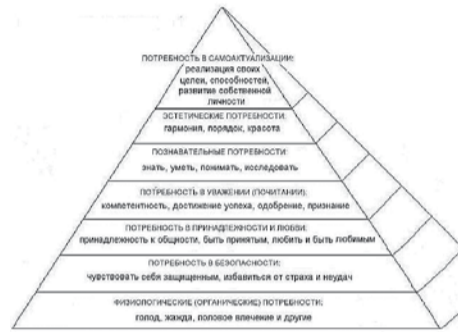 ПОТРЕБНОСТЬ В САМОАКТУАЛИЗАЦИИ:
реализация своих
целей, способностей,
развитие собственной
личности
ЭСТЕТИЧЕСКИЕ ПОТРЕБНОСТИ:
гармония, порядок, красота
ПОЗНАВАТЕЛЬНЫЕ ПОТРЕБНОСТИ:
знать, уметь, понимать, исследовать
ПОТРЕБНОСТЬ В УВАЖЕНИИ (ПОЧИТАНИИ):
компетентность, достижение успеха, одобрение, признание
ПОТРЕБНОСТЬ В ПРИНАДЛЕЖНОСТИ И ЛЮБВИ:
принадлежность к общности, быть принятым, любить и быть любимым
ПОТРЕБНОСТЬ В БЕЗОПАСНОСТИ:
чувствовать себя защищенным, избавиться от страха и неудач
ФИЗИОЛОГИЧЕСКИЕ (ОРГАНИЧЕСКИЕ) ПОТРЕБНОСТИ:
голод, жажда, половое влечение и другие